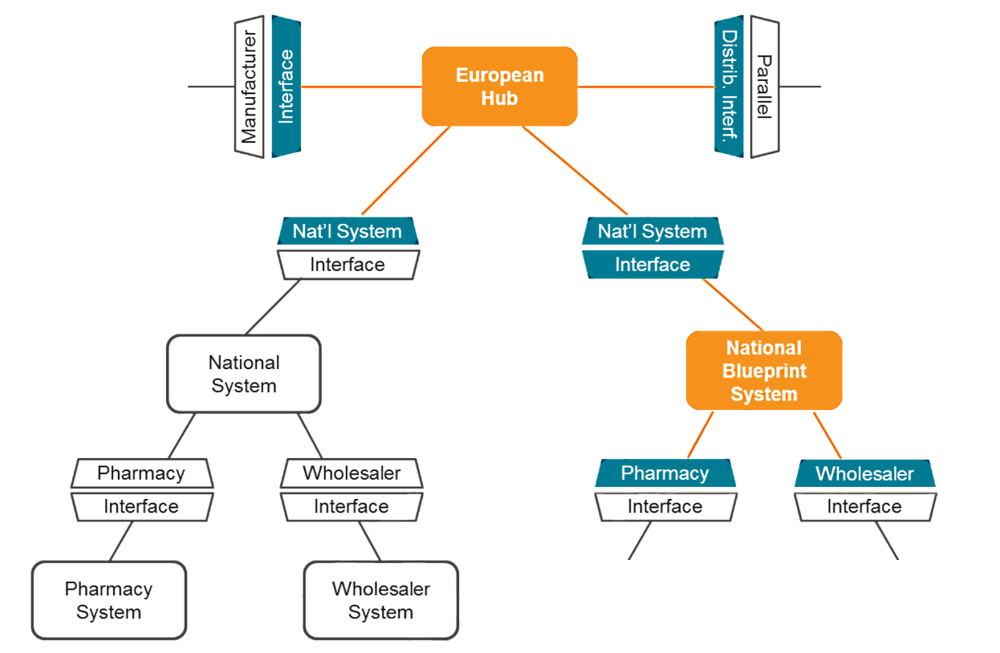 Manufacturer
Interface
European
Hub
Distrib. Interf.
Parallel
Nat'l System
Interface
Nat'l System
Interface
National
System
National
Blueprint
System
Pharmacy
Interface
Wholesaler
Interface
Pharmacy
Interface
Wholesaler
Interface
Pharmacy
System
Wholesaler
System